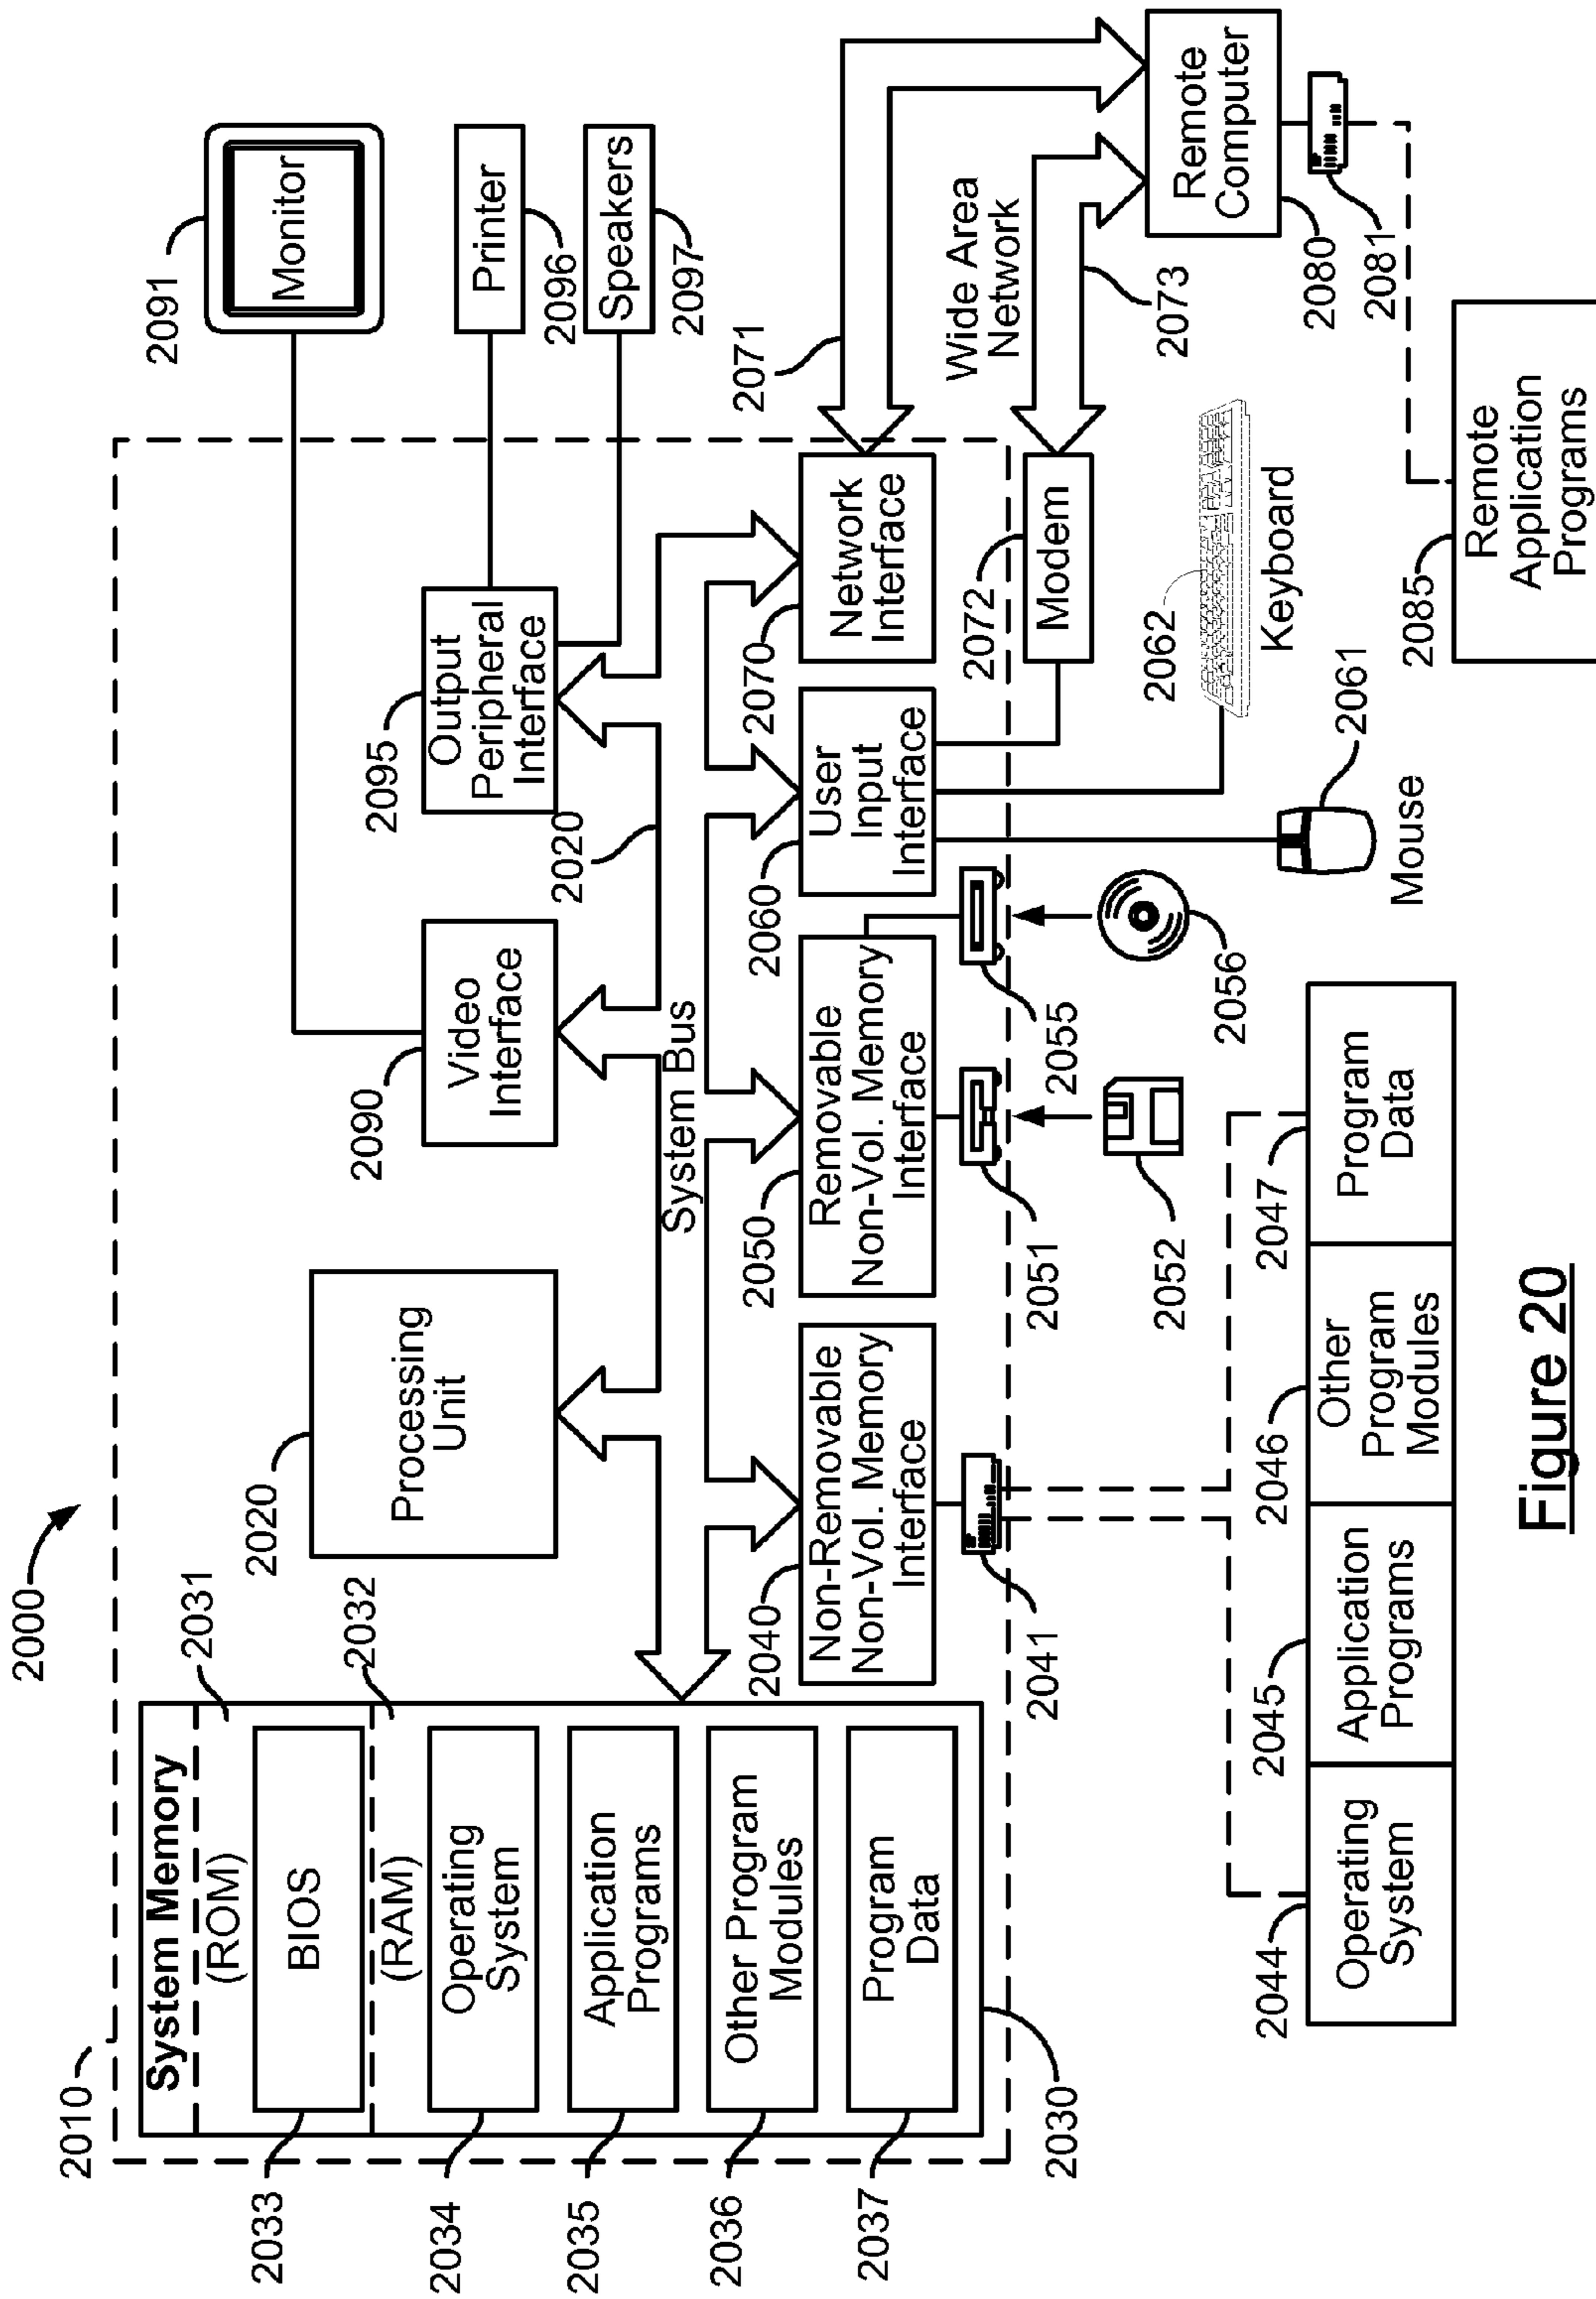 2000
2010
System Memory
(ROM)
2031
BIOS
2033
(RAM)
2032
Operating
System
2034
Application
Programs
2035
Other Program
Modules
2036
Program
Data
2037
2030
2020
Processing
Unit
2090
Video
Interface
2095
Output
Peripheral
Interface
2020
System Bus
2091
Monitor
Printer
2096
Speakers
2097
2040
Non-Removable
Non-Vol. Memory
Interface
2050
Removable
Non-Vol. Memory
Interface
2060
User
Input
Interface
2070
Network
Interface
2071
Wide Area
Network
2073
2072
Modem
Remote
Computer
2080
2081
2041
2051
2055
2052
2056
2061
Mouse
2062
Keyboard
2044
Operating
System
2045
Application
Programs
2046
Other
Program
Modules
2047
Program
Data
2085
Remote
Application
Programs
Figure 20